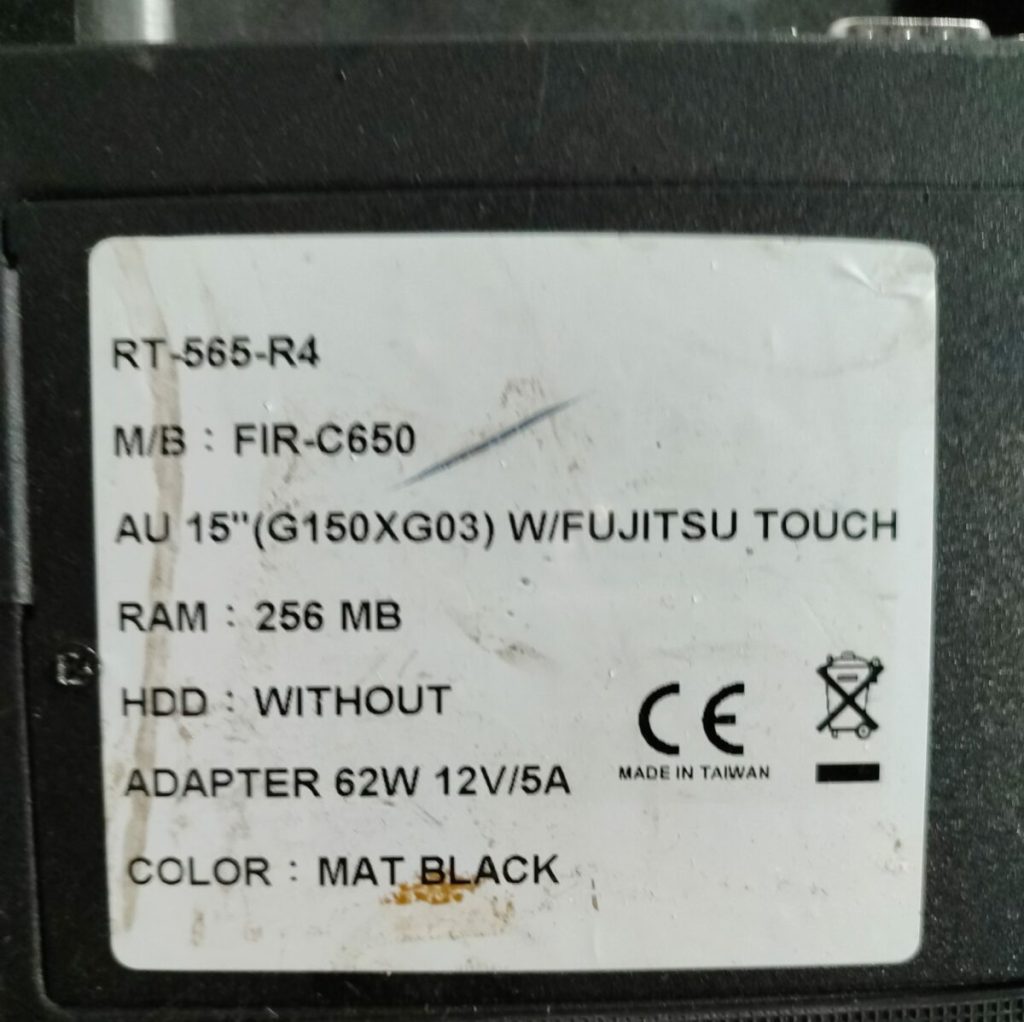 RT-565-R4
M/B : FIR-C650
AU 15"(G150XG03) W/FUJITSU TOUCH
RAM : 256 MB
HDD : WITHOUT
CE
MADE IN TAIWAN
ADAPTER 62W 12V/5A
COLOR : MAT BLACK